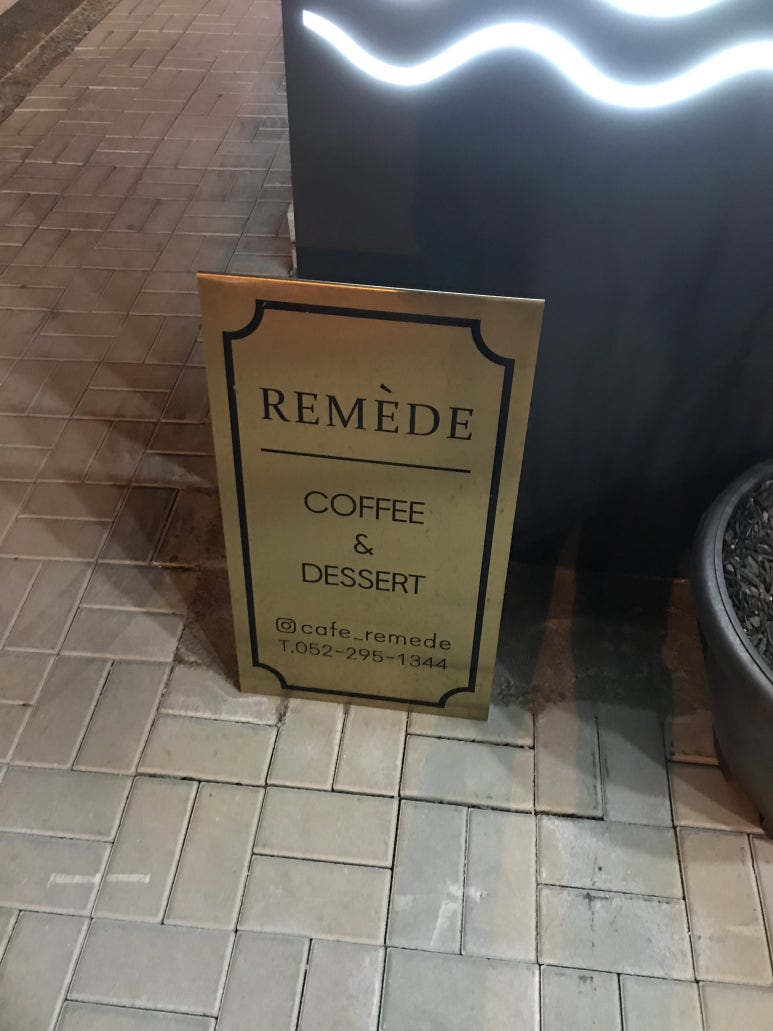 REMÈDE
COFFEE
&
DESSERT
cafe_remede
T.052-295-1344